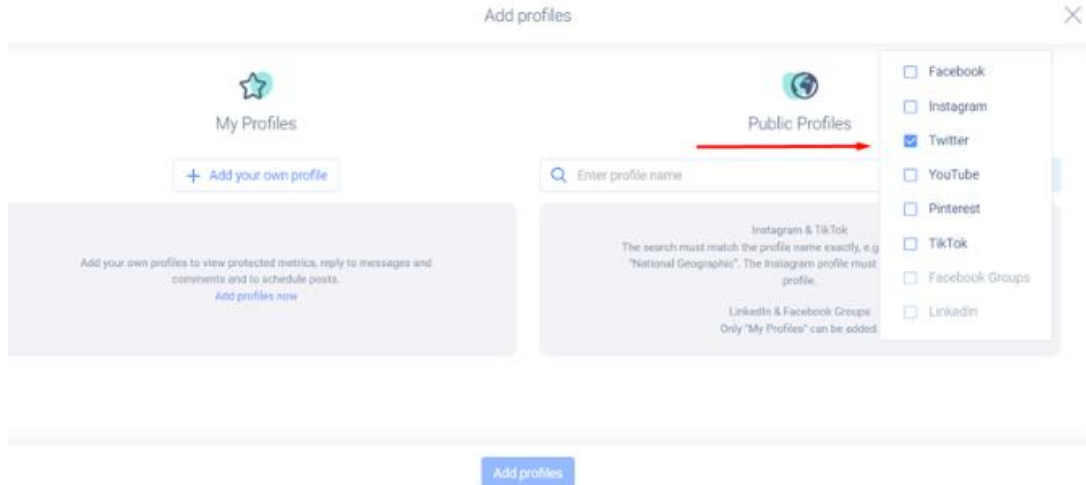 Add profiles
My Profiles
+ Add your own profile
Add your own profiles to view protected metrics, reply to messages and
comments and to schedule posts.
Add profiles now
Public Profiles
Enter profile name
Instagram & TikTok
The search must match the profile name exactly, e.g.
"National Geographic". The Instagram profile must
profile.
LinkedIn & Facebook Groups
Only "My Profiles" can be added.
Facebook
Instagram
Twitter
YouTube
Pinterest
TikTok
Facebook Groups
LinkedIn
Add profiles